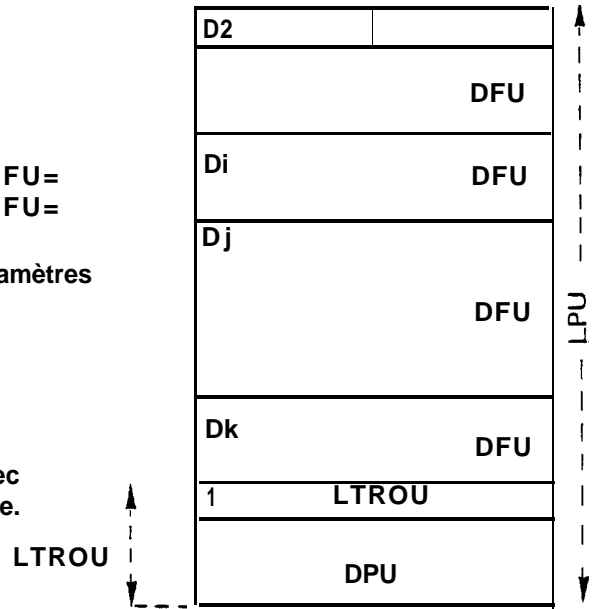 D2
DFU
FU=
Di
DFU
FU=
Dj
amètres
DFU
LPU
Dk
DFU
ec
1 LTROU
e.
LTROU
DPU